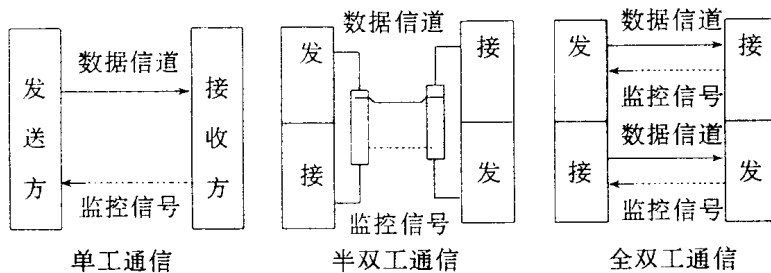 数据信道
发送方
接收方
监控信号
单工通信
数据信道
发
接
接
发
监控信号
半双工通信
数据信道
发
接
监控信号
数据信道
接
发
监控信号
全双工通信